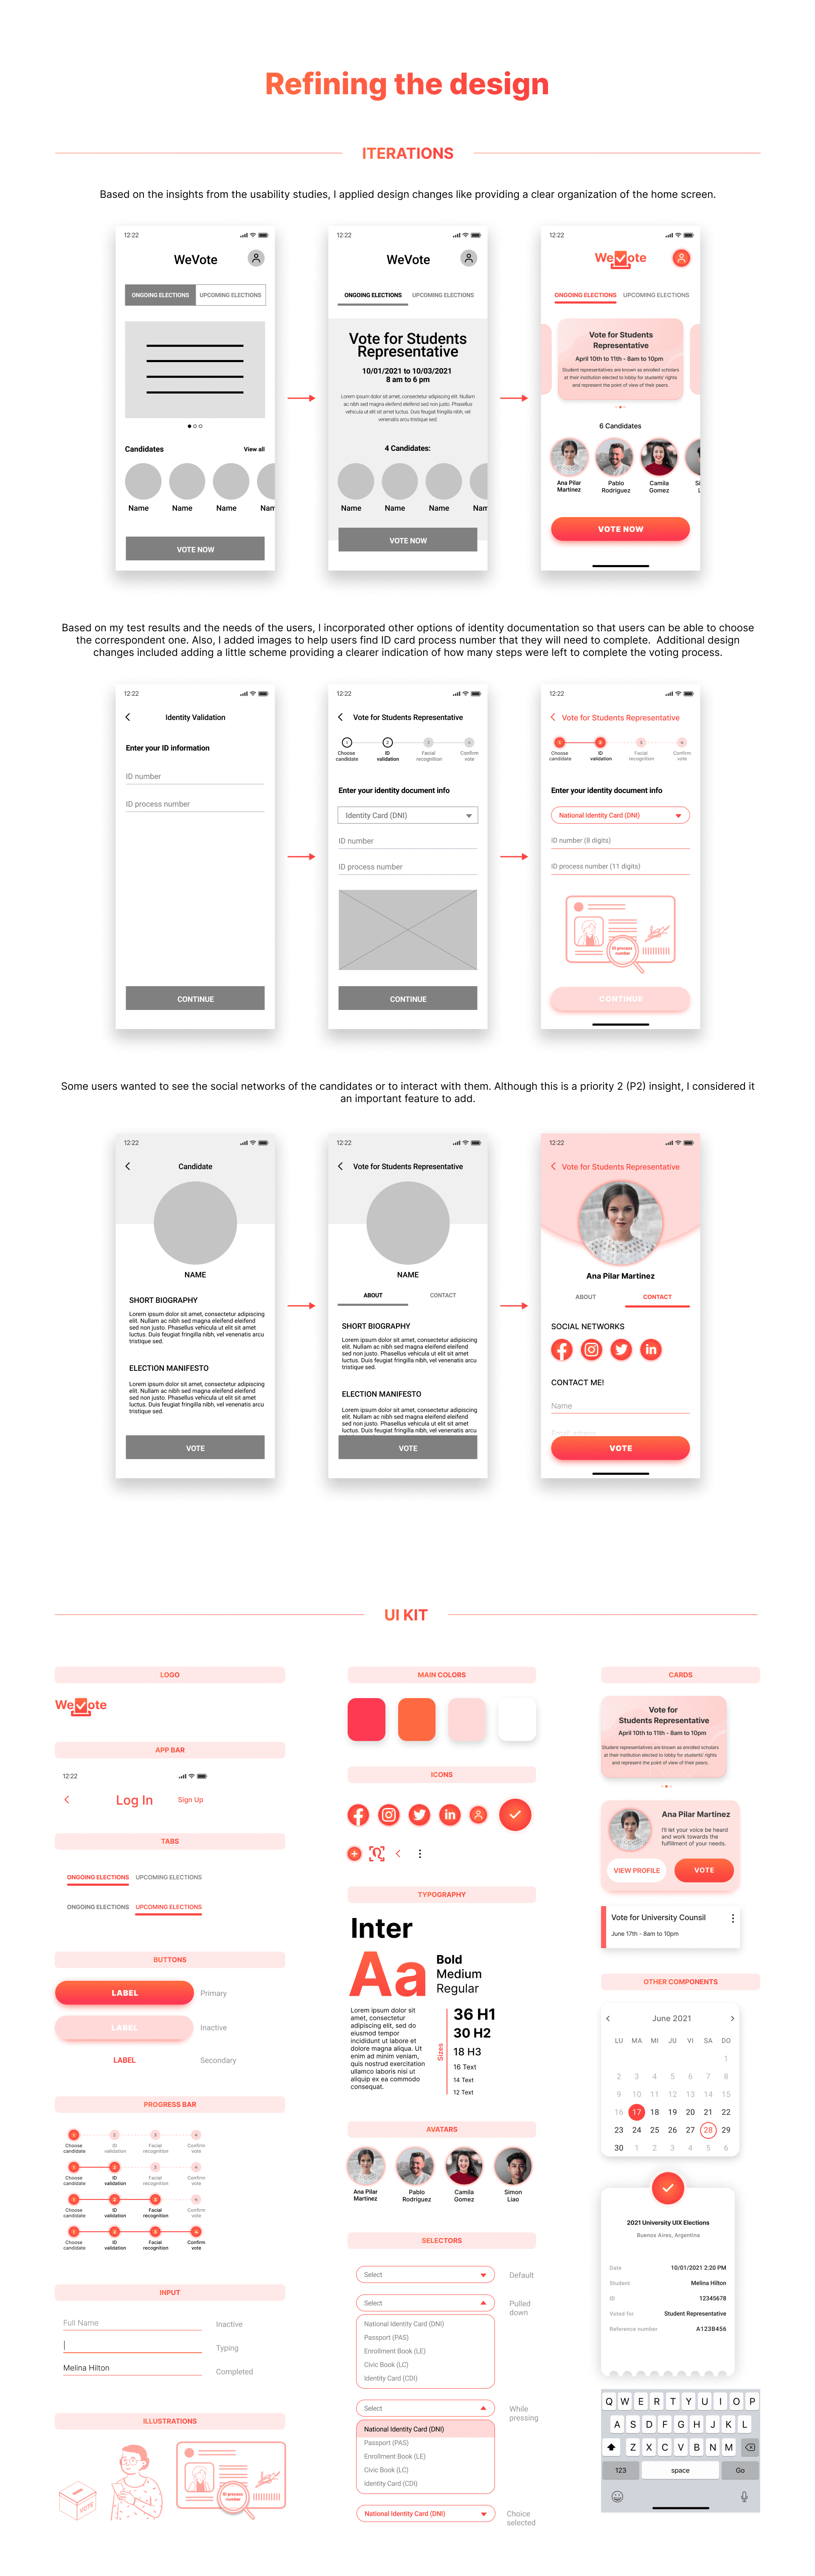 Refining the design
ITERATIONS
Based on the insights from the usability studies, I applied design changes like providing a clear organization of the home screen.
12:22
WeVote
ONGOING ELECTIONS
UPCOMING ELECTIONS
Candidates
View all
Name
Name
Name
Nam
VOTE NOW
12:22
WeVote
ONGOING ELECTIONS
UPCOMING ELECTIONS
Vote for Students
Representative
10/01/2021 to 10/03/2021
8 am to 6 pm
Lorem ipsum dolor sit amet, consectetur adipiscing elit. Nullam
ac nibh sed magna eleifend eleifend sed non justo. Phasellus
vehicula ut elit sit amet luctus. Duis feugiat fringilla nibh, vel
venenatis arcu tristique sed.
4 Candidates:
Name
Name
Name
Nam
VOTE NOW
12:22
WeVote
ONGOING ELECTIONS
UPCOMING ELECTIONS
Vote for Students
Representative
April 10th to 11th - 8am to 10pm
Student representatives are known as enrolled scholars
at their institution elected to lobby for students' rights
and represent the point of view of their peers.
6 Candidates
Ana Pilar
Martinez
Pablo
Rodriguez
Camila
Gomez
Si
L
VOTE NOW
Based on my test results and the needs of the users, I incorporated other options of identity documentation so that users can be able to choose
the correspondent one. Also, I added images to help users find ID card process number that they will need to complete. Additional design
changes included adding a little scheme providing a clearer indication of how many steps were left to complete the voting process.
12:22
Identity Validation
Enter your ID information
ID number
ID process number
CONTINUE
12:22
Vote for Students Representative
1
2
3
4
Choose
candidate
ID
validation
Facial
recognition
Confirm
vote
Enter your identity document info
Identity Card (DNI)
ID number
ID process number
CONTINUE
12:22
Vote for Students Representative
1
2
3
4
Choose
candidate
ID
validation
Facial
recognition
Confirm
vote
Enter your identity document info
National Identity Card (DNI)
ID number (8 digits)
ID process number (11 digits)
ID process
number
CONTINUE
Some users wanted to see the social networks of the candidates or to interact with them. Although this is a priority 2 (P2) insight, I considered it
an important feature to add.
12:22
Candidate
NAME
SHORT BIOGRAPHY
Lorem ipsum dolor sit amet, consectetur adipiscing
elit. Nullam ac nibh sed magna eleifend eleifend
sed non justo. Phasellus vehicula ut elit sit amet
luctus. Duis feugiat fringilla nibh, vel venenatis arcu
tristique sed.
ELECTION MANIFESTO
Lorem ipsum dolor sit amet, consectetur adipiscing
elit. Nullam ac nibh sed magna eleifend eleifend
sed non justo. Phasellus vehicula ut elit sit amet
luctus. Duis feugiat fringilla nibh, vel venenatis arcu
tristique sed.
VOTE
12:22
Vote for Students Representative
NAME
ABOUT
CONTACT
SHORT BIOGRAPHY
Lorem ipsum dolor sit amet, consectetur adipiscing
elit. Nullam ac nibh sed magna eleifend eleifend
sed non justo. Phasellus vehicula ut elit sit amet
luctus. Duis feugiat fringilla nibh, vel venenatis arcu
tristique sed.
ELECTION MANIFESTO
Lorem ipsum dolor sit amet, consectetur adipiscing
elit. Nullam ac nibh sed magna eleifend eleifend
sed non justo. Phasellus vehicula ut elit sit amet
luctus. Duis feugiat fringilla nibh, vel venenatis arcu
VOTE
12:22
Vote for Students Representative
Ana Pilar Martinez
ABOUT
CONTACT
SOCIAL NETWORKS
in
CONTACT ME!
Name
VOTE
UI KIT
LOGO
WeVote
APP BAR
12:22
Log In
Sign Up
TABS
ONGOING ELECTIONS
UPCOMING ELECTIONS
ONGOING ELECTIONS
UPCOMING ELECTIONS
BUTTONS
LABEL
Primary
LABEL
Inactive
LABEL
Secondary
PROGRESS BAR
1
2
3
4
Choose
candidate
ID
validation
Facial
recognition
Confirm
vote
1
2
3
4
Choose
candidate
ID
validation
Facial
recognition
Confirm
vote
1
2
3
4
Choose
candidate
ID
validation
Facial
recognition
Confirm
vote
1
2
3
4
Choose
candidate
ID
validation
Facial
recognition
Confirm
vote
INPUT
Full Name
Inactive
Typing
Melina Hilton
Completed
ILLUSTRATIONS
VOTE
ID process
number
MAIN COLORS
ICONS
in
TYPOGRAPHY
Inter
Aa
Bold
Medium
Regular
Lorem ipsum dolor sit
amet, consectetur
adipiscing elit, sed do
eiusmod tempor
incididunt ut labore et
dolore magna aliqua. Ut
enim ad minim veniam,
quis nostrud exercitation
ullamco laboris nisi ut
aliquip ex ea commodo
consequat.
Sizes
36 H1
30 H2
18 H3
16 Text
14 Text
12 Text
AVATARS
Ana Pilar
Martinez
Pablo
Rodriguez
Camila
Gomez
Simon
Liao
SELECTORS
Select
Default
Select
Pulled
down
National Identity Card (DNI)
Passport (PAS)
Enrollment Book (LE)
Civic Book (LC)
Identity Card (CDI)
Select
While
pressing
National Identity Card (DNI)
Passport (PAS)
Enrollment Book (LE)
Civic Book (LC)
Identity Card (CDI)
National Identity Card (DNI)
Choice
selected
CARDS
Vote for
Students Representative
April 10th to 11th - 8am to 10pm
Student representatives are known as enrolled scholars
at their institution elected to lobby for students' rights
and represent the point of view of their peers.
Ana Pilar Martinez
I'll let your voice be heard
and work towards the
fulfillment of your needs.
VIEW PROFILE
VOTE
Vote for University Counsil
June 17th - 8am to 10pm
OTHER COMPONENTS
June 2021
LU MA MI JU VI SA DO
1
2 3 4 5 6 7 8
9 10 11 12 13 14 15
16 17 18 19 20 21 22
23 24 25 26 27 28 29
30 1 2 3 4 5 6
2021 University UIX Elections
Buenos Aires, Argentina
Date
10/01/2021 2:20 PM
Student
Melina Hilton
ID
12345678
Voted for
Student Representative
Reference number
A123B456
Q W E R T Y U I O P
A S D F G H J K L
Z X C V B N M
123
space
Go